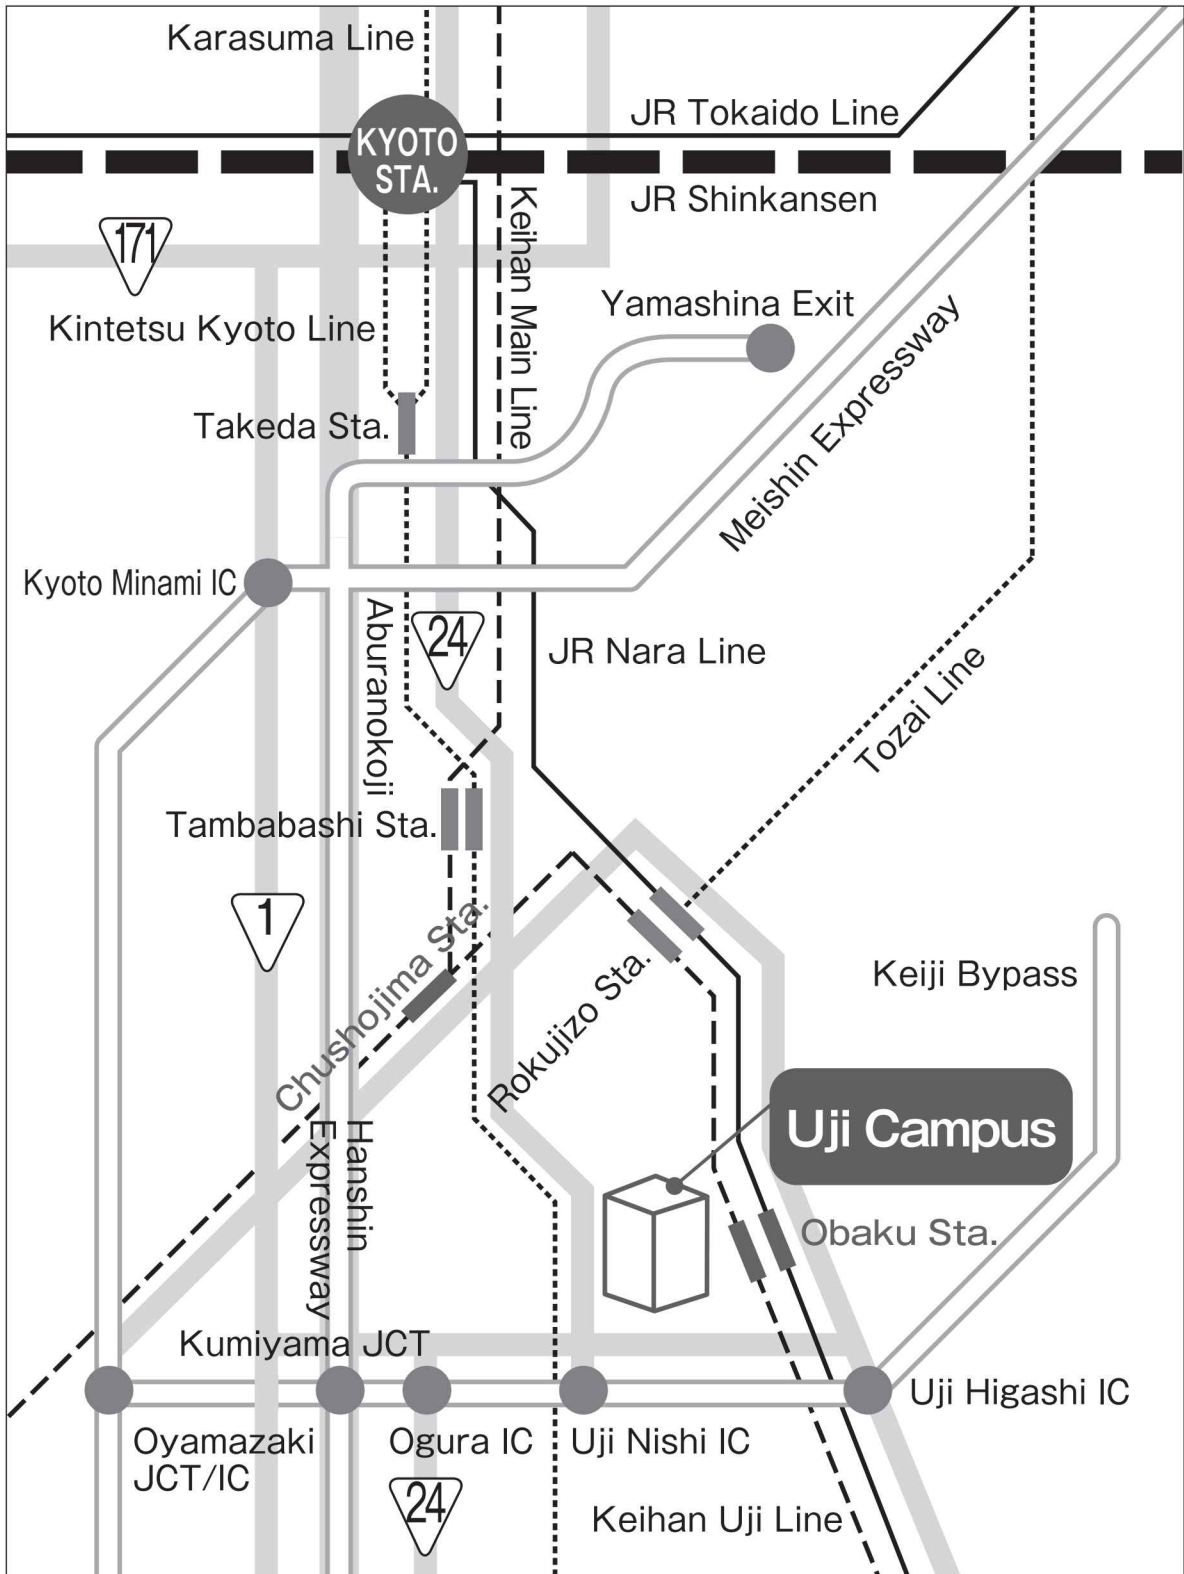 Karasuma Line
JR Tokaido Line
KYOTO
STA.
JR Shinkansen
Keihan Main Line
171
Yamashina Exit
Kintetsu Kyoto Line
Meishin Expressway
Takeda Sta.
Kyoto Minami IC
Aburanokoji
24
JR Nara Line
Tozai Line
Tambabashi Sta.
1
Chushojima Sta.
Rokujizo Sta.
Keiji Bypass
Uji Campus
Hanshin
Expressway
Obaku Sta.
Kumiyama JCT
Uji Higashi IC
Oyamazaki
JCT/IC
Ogura IC
Uji Nishi IC
24
Keihan Uji Line